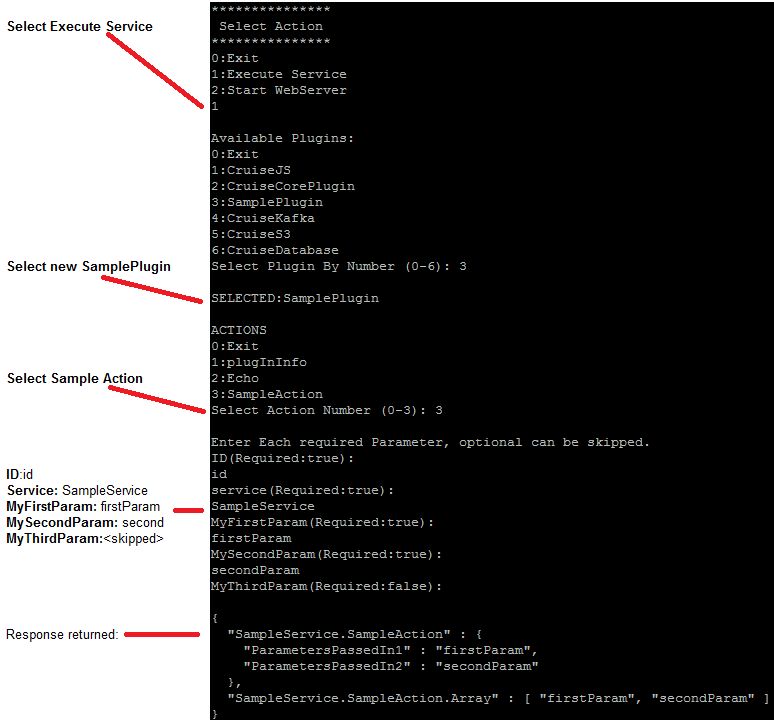 Select Execute Service
***************
 Select Action
***************
0:Exit
1:Execute Service
2:Start WebServer
1
Available Plugins:
0:Exit
1:CruiseJS
2:CruiseCorePlugin
3:SamplePlugin
4:CruiseKafka
5:CruiseS3
6:CruiseDatabase
Select new SamplePlugin
Select Plugin By Number (0-6): 3
SELECTED:SamplePlugin
ACTIONS
0:Exit
1:plugInInfo
2:Echo
3:SampleAction
Select Sample Action
Select Action Number (0-3): 3
Enter Each required Parameter, optional can be skipped.
ID(Required:true):
id
service(Required:true):
SampleService
MyFirstParam(Required:true):
firstParam
MySecondParam(Required:true):
secondParam
MyThirdParam(Required:false):
ID:id
Service: SampleService
MyFirstParam: firstParam
MySecondParam: second
MyThirdParam:<skipped>
Response returned:
{
  "SampleService.SampleAction" : {
    "ParametersPassedIn1" : "firstParam",
    "ParametersPassedIn2" : "secondParam"
  },
  "SampleService.SampleAction.Array" : [ "firstParam", "secondParam" ]
}